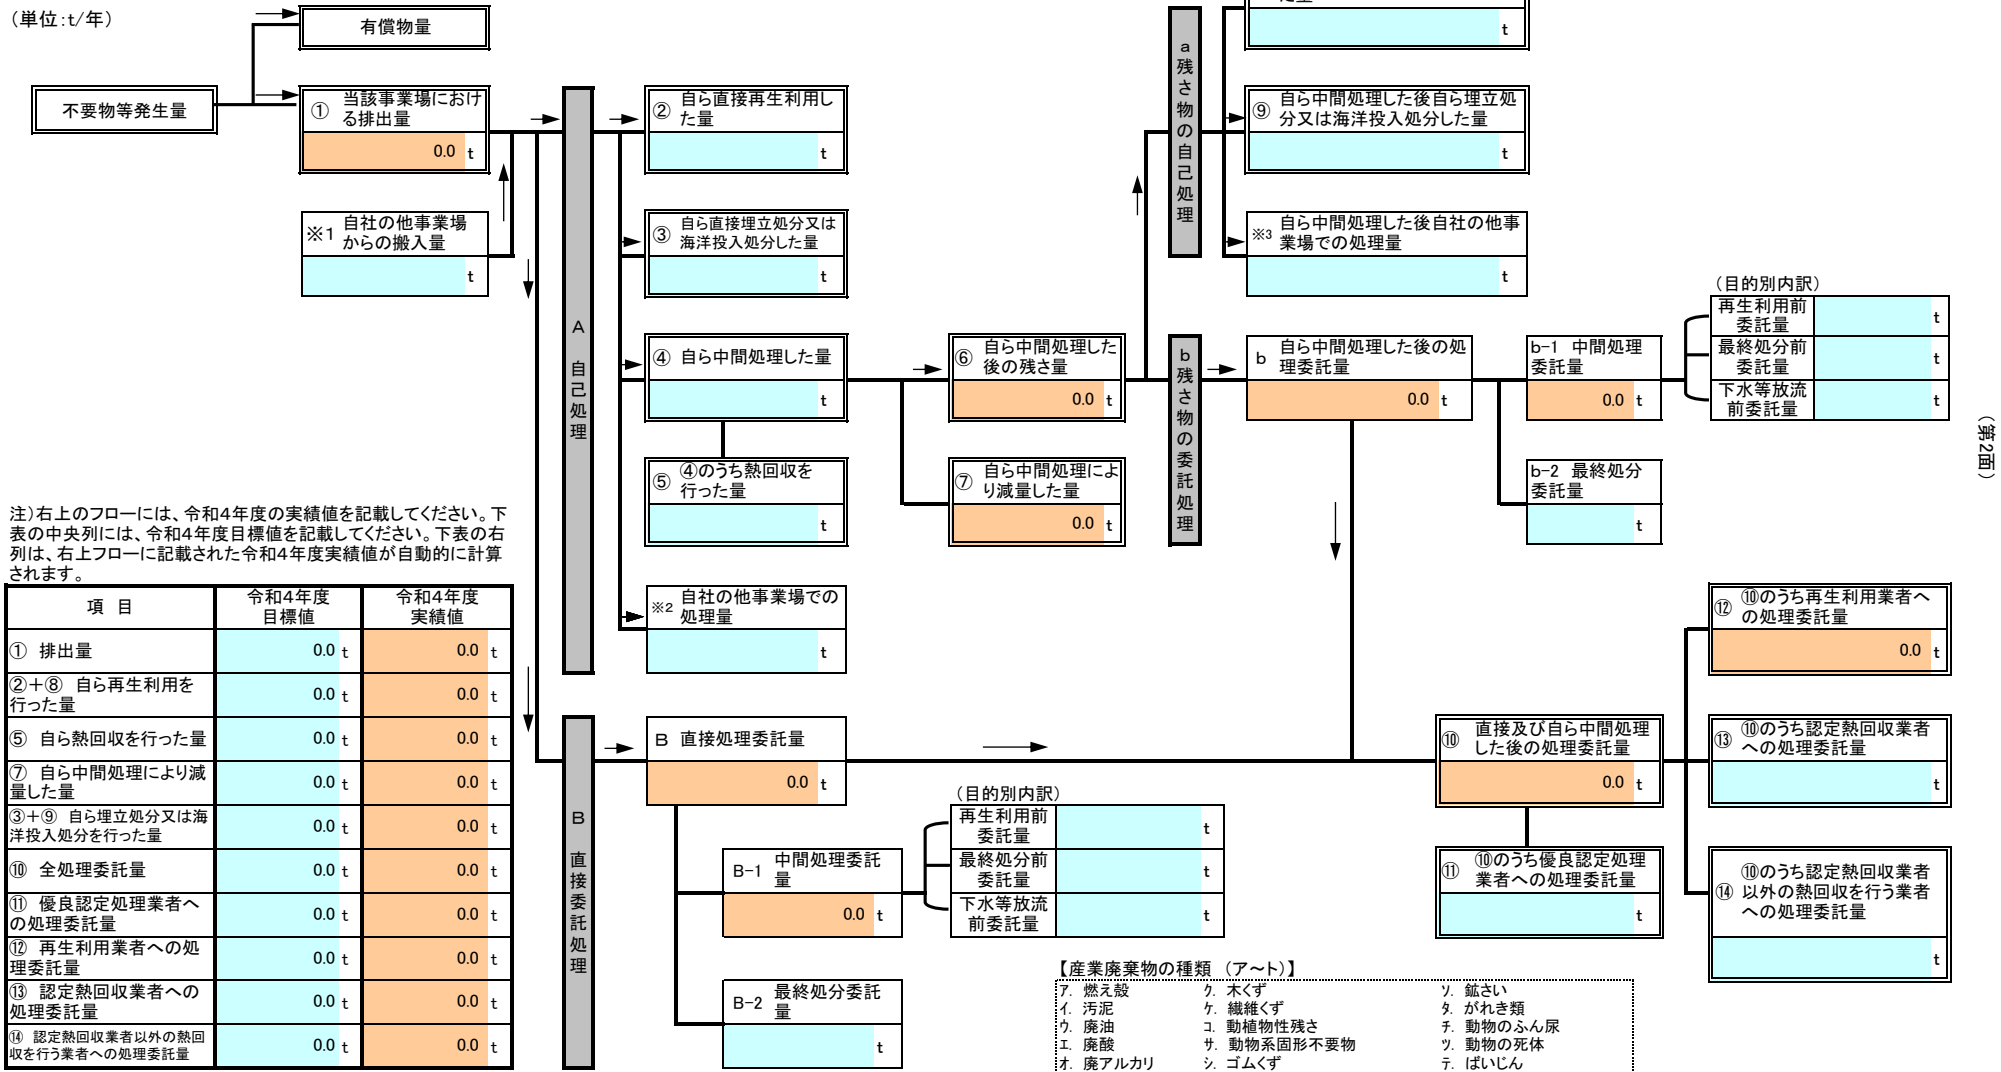 （単位:t/年）
有償物量
不要物等発生量
① 当該事業場におけ
る排出量
0.0 t
※1 自社の他事業場
からの搬入量
t
A 自己処理
② 自ら直接再生利用し
た量
t
③ 自ら直接埋立処分又は
海洋投入処分した量
t
④ 自ら中間処理した量
t
⑤ ④のうち熱回収を
行った量
t
※2 自社の他事業場での
処理量
t
⑥ 自ら中間処理した
後の残さ量
0.0 t
⑦ 自ら中間処理によ
り減量した量
0.0 t
a 残さ物の自己処理
t
⑨ 自ら中間処理した後自ら埋立処
分又は海洋投入処分した量
t
※3 自ら中間処理した後自社の他事
業場での処理量
t
b 残さ物の委託処理
b 自ら中間処理した後の処
理委託量
0.0 t
b-1 中間処理
委託量
0.0 t
（目的別内訳）
再生利用前
委託量 t
最終処分前
委託量 t
下水等放流
前委託量 t
b-2 最終処分
委託量
t
（第2面）
注）右上のフローには、令和４年度の実績値を記載してください。下
表の中央列には、令和４年度目標値を記載してください。下表の右
列は、右上フローに記載された令和４年度実績値が自動的に計算
されます。
項 目 令和４年度 目標値 令和４年度 実績値
① 排出量 0.0 t 0.0 t
②＋⑧ 自ら再生利用を
行った量 0.0 t 0.0 t
⑤ 自ら熱回収を行った量 0.0 t 0.0 t
⑦ 自ら中間処理により減
量した量 0.0 t 0.0 t
③＋⑨ 自ら埋立処分又は海
洋投入処分を行った量 0.0 t 0.0 t
⑩ 全処理委託量 0.0 t 0.0 t
⑪ 優良認定処理業者へ
の処理委託量 0.0 t 0.0 t
⑫ 再生利用業者への処
理委託量 0.0 t 0.0 t
⑬ 認定熱回収業者への
処理委託量 0.0 t 0.0 t
⑭ 認定熱回収業者以外の熱回
収を行う業者への処理委託量 0.0 t 0.0 t
B 直接委託処理
B 直接処理委託量
0.0 t
B-1 中間処理委託
量
0.0 t
（目的別内訳）
再生利用前
委託量 t
最終処分前
委託量 t
下水等放流
前委託量 t
B-2 最終処分委託
量
t
⑩ 直接及び自ら中間処理
した後の処理委託量
0.0 t
⑪ ⑩のうち優良認定処理
業者への処理委託量
t
⑫ ⑩のうち再生利用業者へ
の処理委託量
0.0 t
⑬ ⑩のうち認定熱回収業者
への処理委託量
t
⑭ ⑩のうち認定熱回収業者
以外の熱回収を行う業者
への処理委託量
t
【産業廃棄物の種類 （ア～ト）】
ｱ. 燃え殻 ｸ. 木くず ｿ. 鉱さい
ｲ. 汚泥 ｹ. 繊維くず ﾀ. がれき類
ｳ. 廃油 ｺ. 動植物性残さ ﾁ. 動物のふん尿
ｴ. 廃酸 ｻ. 動物系固形不要物 ﾂ. 動物の死体
ｵ. 廃アルカリ ｼ. ゴムくず ﾃ. ばいじん